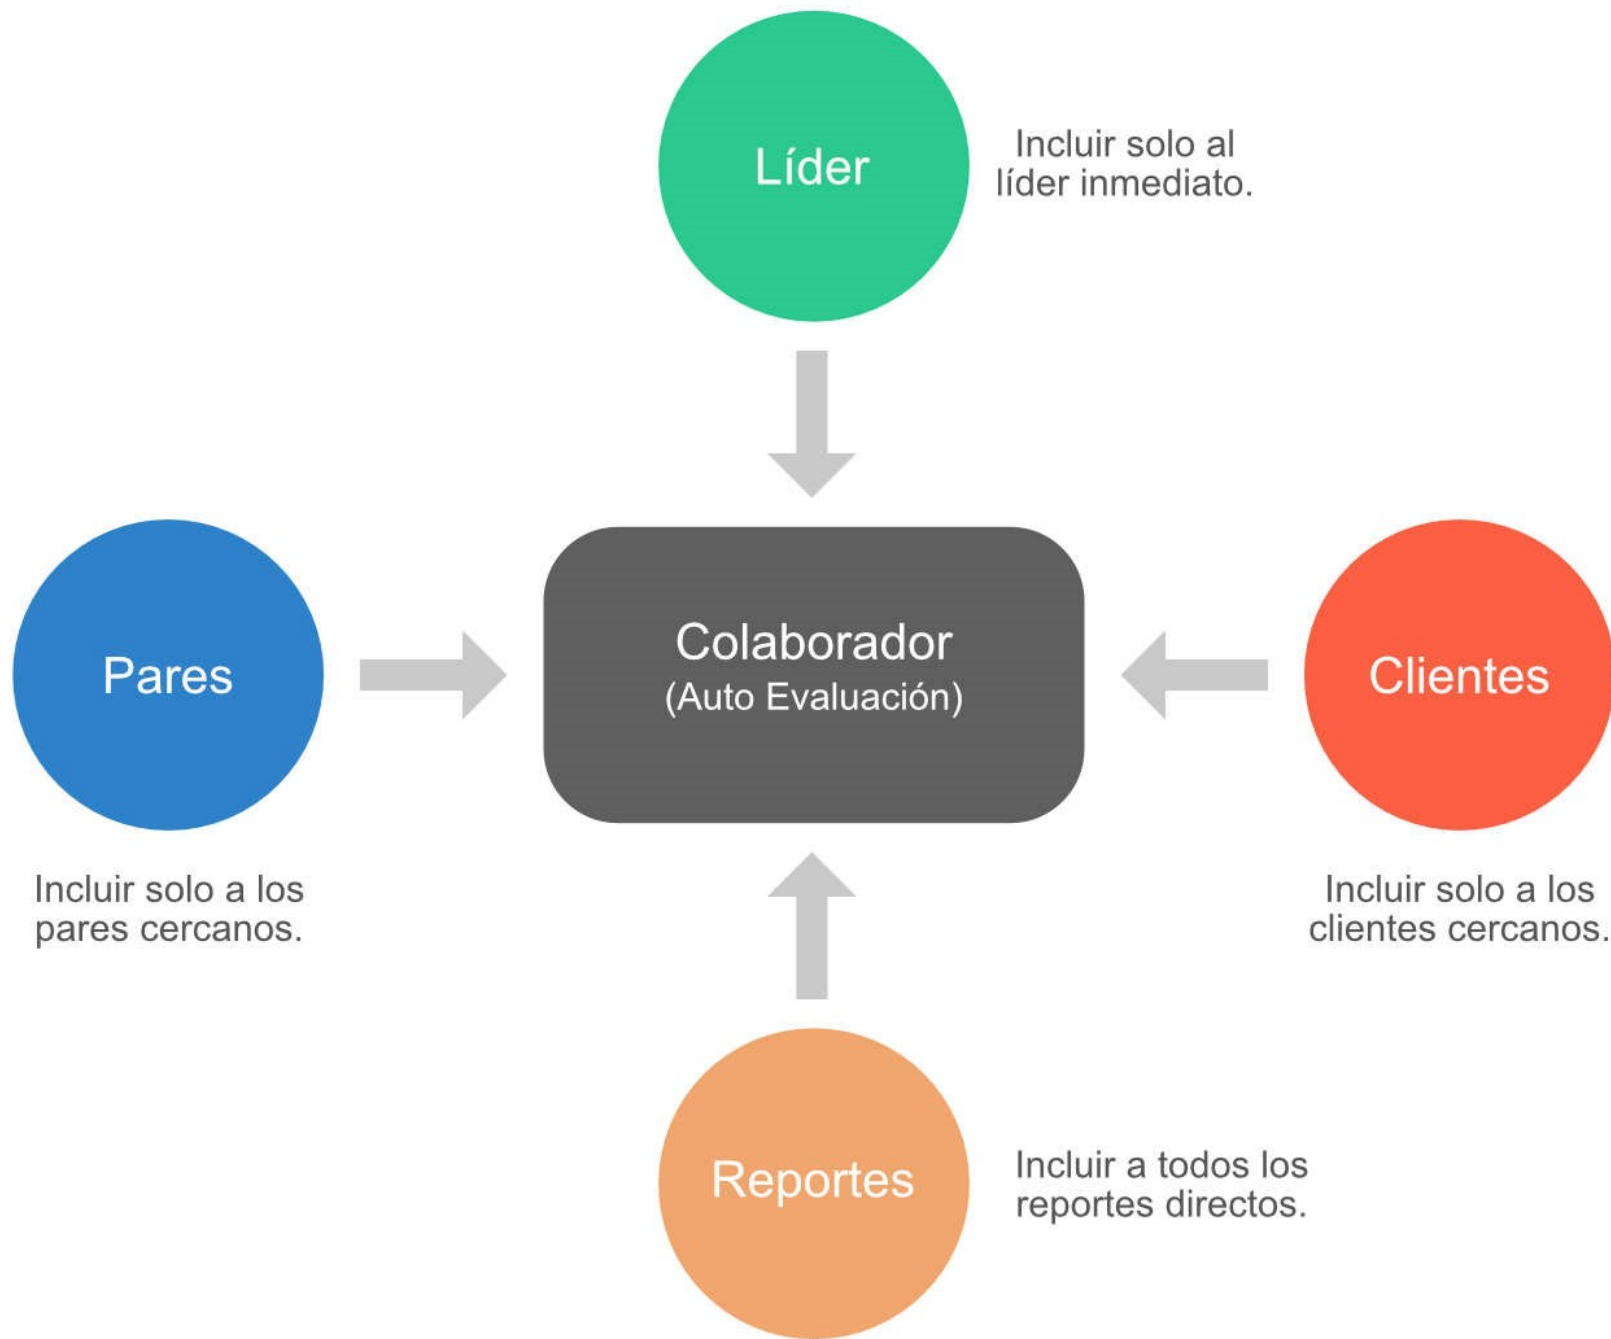 Líder
Incluir solo al
líder inmediato.
Pares
Incluir solo a los
pares cercanos.
Colaborador
(Auto Evaluación)
Clientes
Incluir solo a los
clientes cercanos.
Reportes
Incluir a todos los
reportes directos.